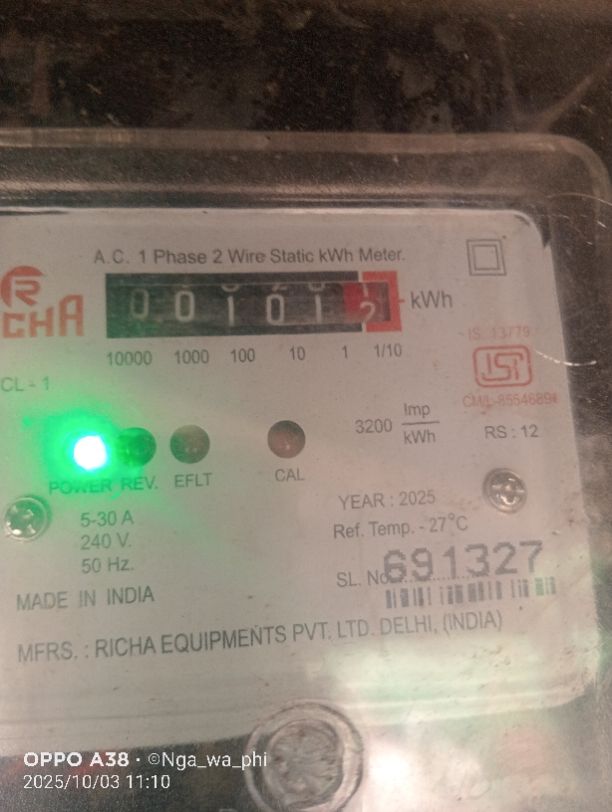 A.C. 1 Phase 2 Wire Static kWh Meter.
R
RICHA
0 0 1 0 1 2 kWh
10000 1000 100 10 1 1/10
IS 13779
ISI
CL - 1
3200 Imp/kWh
RS : 12
POWER REV. EFLT CAL
YEAR : 2025
5-30 A
Ref. Temp. - 27°C
240 V.
50 Hz.
SL. No. 691327
MADE IN INDIA
MFRS. : RICHA EQUIPMENTS PVT. LTD. DELHI, (INDIA)
OPPO A38 · ©Nga_wa_phi
2025/10/03 11:10